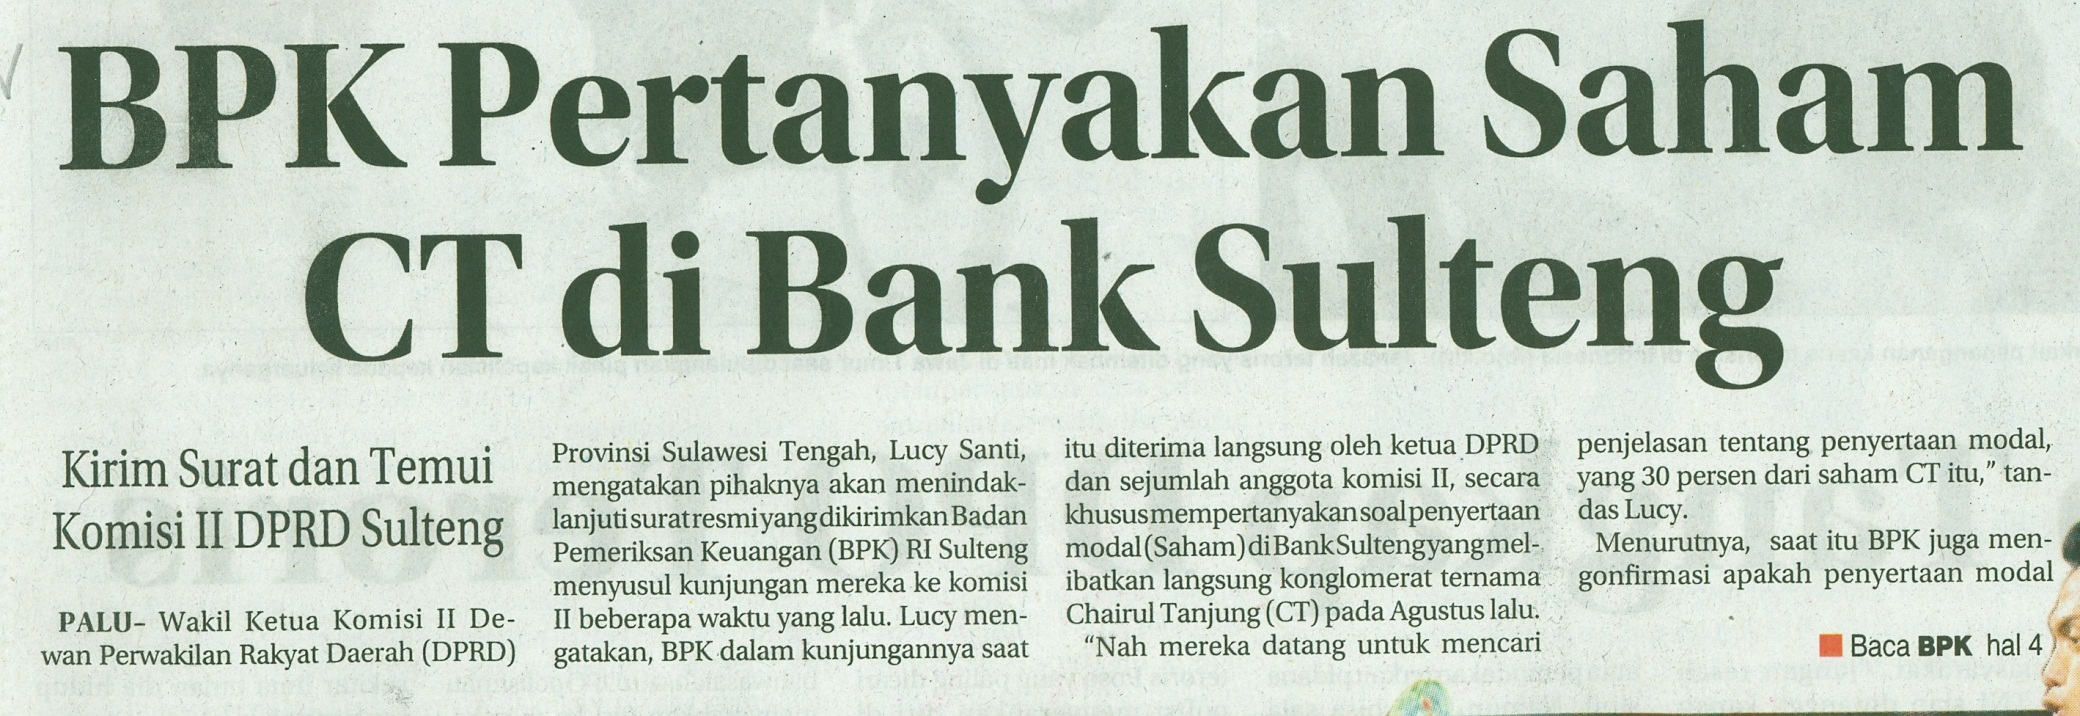 BPK Pertanyakan Saham
CT di Bank Sulteng
Kirim Surat dan Temui
Komisi II DPRD Sulteng
PALU- Wakil Ketua Komisi II De-
wan Perwakilan Rakyat Daerah (DPRD)
Provinsi Sulawesi Tengah, Lucy Santi,
mengatakan pihaknya akan menindak-
lanjuti surat resmi yang dikirimkan Badan
Pemeriksan Keuangan (BPK) RI Sulteng
menyusul kunjungan mereka ke komisi
II beberapa waktu yang lalu. Lucy men-
gatakan, BPK dalam kunjungannya saat
itu diterima langsung oleh ketua DPRD
dan sejumlah anggota komisi II, secara
khusus mempertanyakan soal penyertaan
modal (Saham) di Bank Sulteng yang mel-
ibatkan langsung konglomerat ternama
Chairul Tanjung (CT) pada Agustus lalu.
“Nah mereka datang untuk mencari
penjelasan tentang penyertaan modal,
yang 30 persen dari saham CT itu,” tan-
das Lucy.
Menurutnya, saat itu BPK juga men-
gonfirmasi apakah penyertaan modal
Baca BPK hal 4